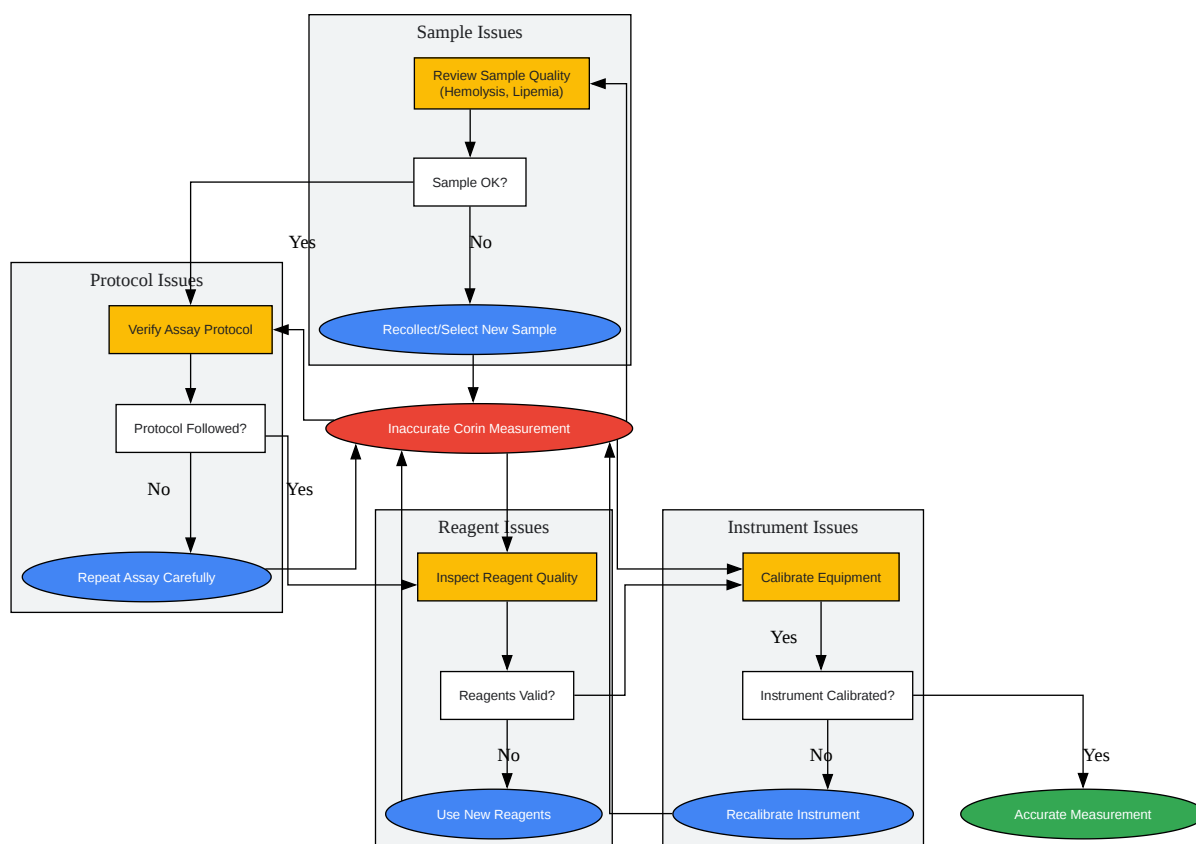 Sample Issues
Review Sample Quality
(Hemolysis, Lipemia)
Sample OK?
Yes
No
Protocol Issues
Verify Assay Protocol
Recollect/Select New Sample
Protocol Followed?
Inaccurate Corin Measurement
No
Yes
Reagent Issues
Instrument Issues
Repeat Assay Carefully
Inspect Reagent Quality
Calibrate Equipment
Yes
Reagents Valid?
Instrument Calibrated?
No
No
Yes
Use New Reagents
Recalibrate Instrument
Accurate Measurement